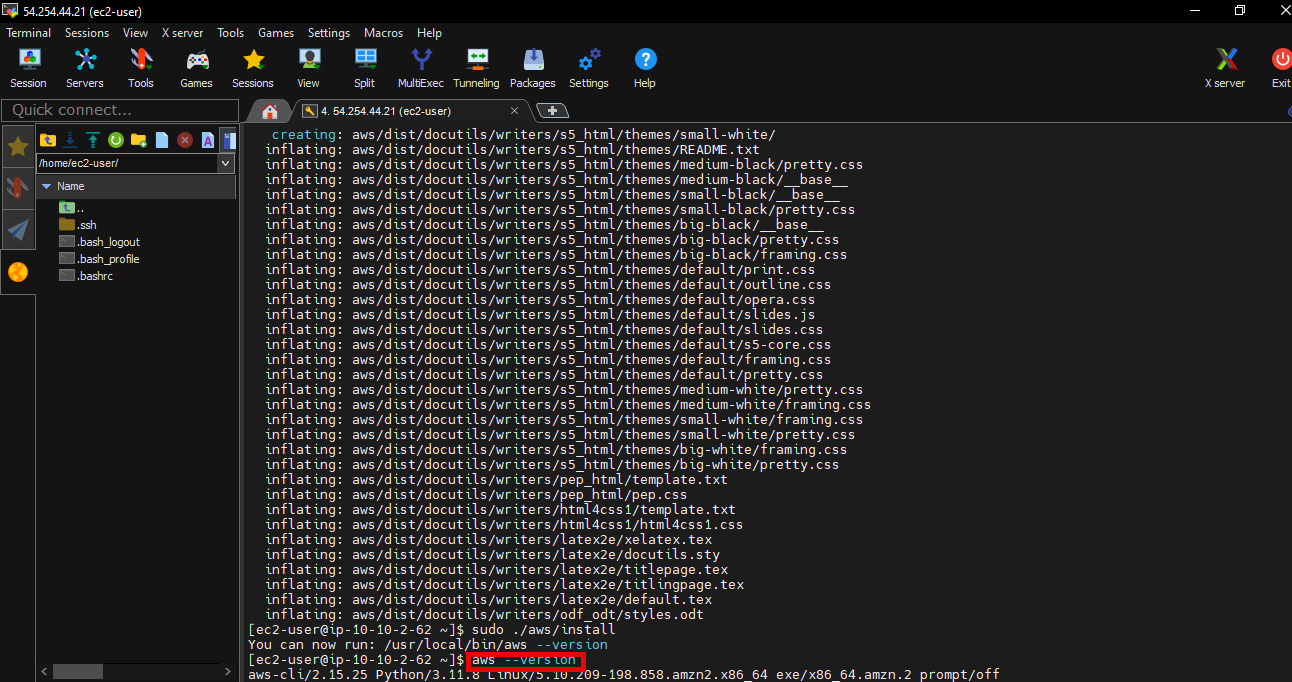 54.254.44.21 (ec2-user)
Terminal Sessions View X server Tools Games Settings Macros Help
Session Servers Tools Games Sessions View Split MultiExec Tunneling Packages Settings Help X server Exit
Quick connect...
4. 54.254.44.21 (ec2-user)
/home/ec2-user/
Name
..
.ssh
.bash_logout
.bash_profile
.bashrc
creating: aws/dist/docutils/writers/s5_html/themes/small-white/
inflating: aws/dist/docutils/writers/s5_html/themes/README.txt
inflating: aws/dist/docutils/writers/s5_html/themes/medium-black/pretty.css
inflating: aws/dist/docutils/writers/s5_html/themes/medium-black/__base__
inflating: aws/dist/docutils/writers/s5_html/themes/small-black/__base__
inflating: aws/dist/docutils/writers/s5_html/themes/small-black/pretty.css
inflating: aws/dist/docutils/writers/s5_html/themes/big-black/__base__
inflating: aws/dist/docutils/writers/s5_html/themes/big-black/pretty.css
inflating: aws/dist/docutils/writers/s5_html/themes/big-black/framing.css
inflating: aws/dist/docutils/writers/s5_html/themes/default/print.css
inflating: aws/dist/docutils/writers/s5_html/themes/default/outline.css
inflating: aws/dist/docutils/writers/s5_html/themes/default/opera.css
inflating: aws/dist/docutils/writers/s5_html/themes/default/slides.js
inflating: aws/dist/docutils/writers/s5_html/themes/default/slides.css
inflating: aws/dist/docutils/writers/s5_html/themes/default/s5-core.css
inflating: aws/dist/docutils/writers/s5_html/themes/default/framing.css
inflating: aws/dist/docutils/writers/s5_html/themes/default/pretty.css
inflating: aws/dist/docutils/writers/s5_html/themes/medium-white/pretty.css
inflating: aws/dist/docutils/writers/s5_html/themes/medium-white/framing.css
inflating: aws/dist/docutils/writers/s5_html/themes/small-white/framing.css
inflating: aws/dist/docutils/writers/s5_html/themes/small-white/pretty.css
inflating: aws/dist/docutils/writers/s5_html/themes/big-white/framing.css
inflating: aws/dist/docutils/writers/s5_html/themes/big-white/pretty.css
inflating: aws/dist/docutils/writers/pep_html/template.txt
inflating: aws/dist/docutils/writers/pep_html/pep.css
inflating: aws/dist/docutils/writers/html4css1/template.txt
inflating: aws/dist/docutils/writers/html4css1/html4css1.css
inflating: aws/dist/docutils/writers/latex2e/xelatex.tex
inflating: aws/dist/docutils/writers/latex2e/docutils.sty
inflating: aws/dist/docutils/writers/latex2e/titlepage.tex
inflating: aws/dist/docutils/writers/latex2e/titlingpage.tex
inflating: aws/dist/docutils/writers/latex2e/default.tex
inflating: aws/dist/docutils/writers/odf_odt/styles.odt
[ec2-user@ip-10-10-2-62 ~]$ sudo ./aws/install
You can now run: /usr/local/bin/aws --version
[ec2-user@ip-10-10-2-62 ~]$ aws --version
aws-cli/2.15.25 Python/3.11.8 Linux/5.10.209-198.858.amzn2.x86_64 exe/x86_64.amzn.2 prompt/off